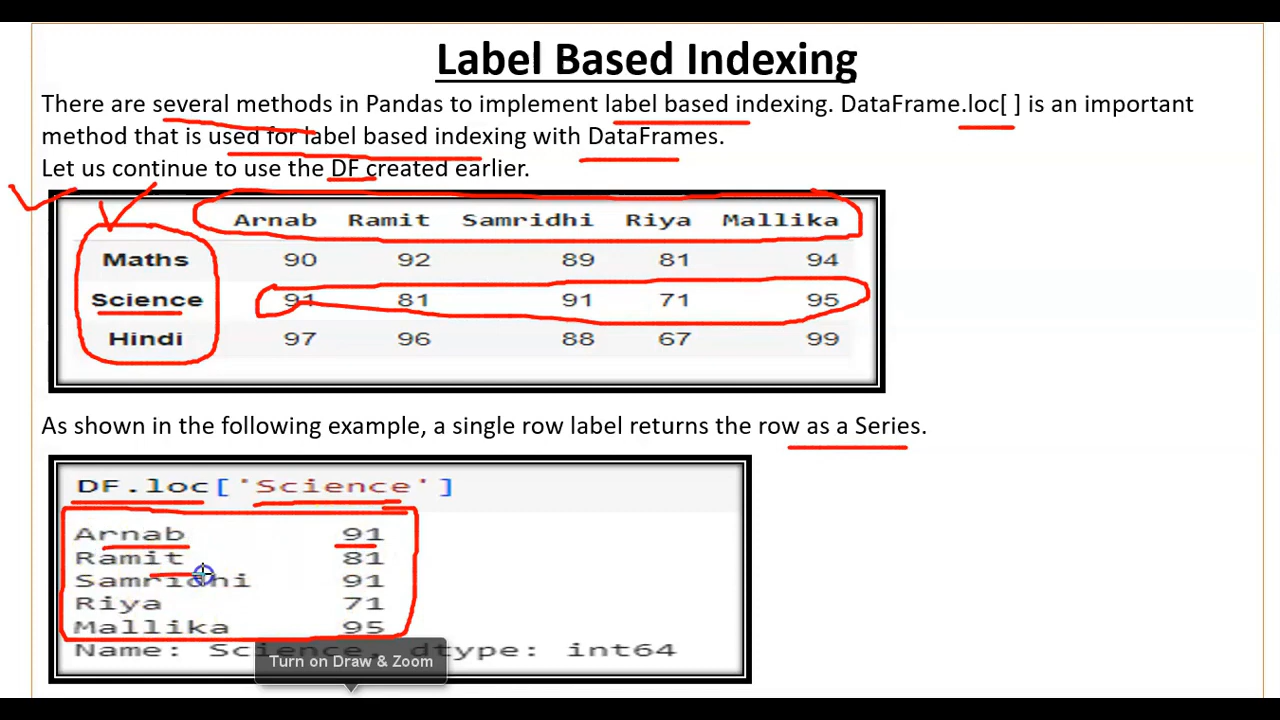 Label Based Indexing
There are several methods in Pandas to implement label based indexing. DataFrame.loc[ ] is an important
method that is used for label based indexing with DataFrames.
Let us continue to use the DF created earlier.
Arnab Ramit Samridhi Riya Mallika
Maths 90 92 89 81 94
Science 91 81 91 71 95
Hindi 97 96 88 67 99
As shown in the following example, a single row label returns the row as a Series.
DF.loc['Science']
Arnab 91
Ramit 81
Samridhi 91
Riya 71
Mallika 95
Name: Science, dtype: int64
Turn on Draw & Zoom